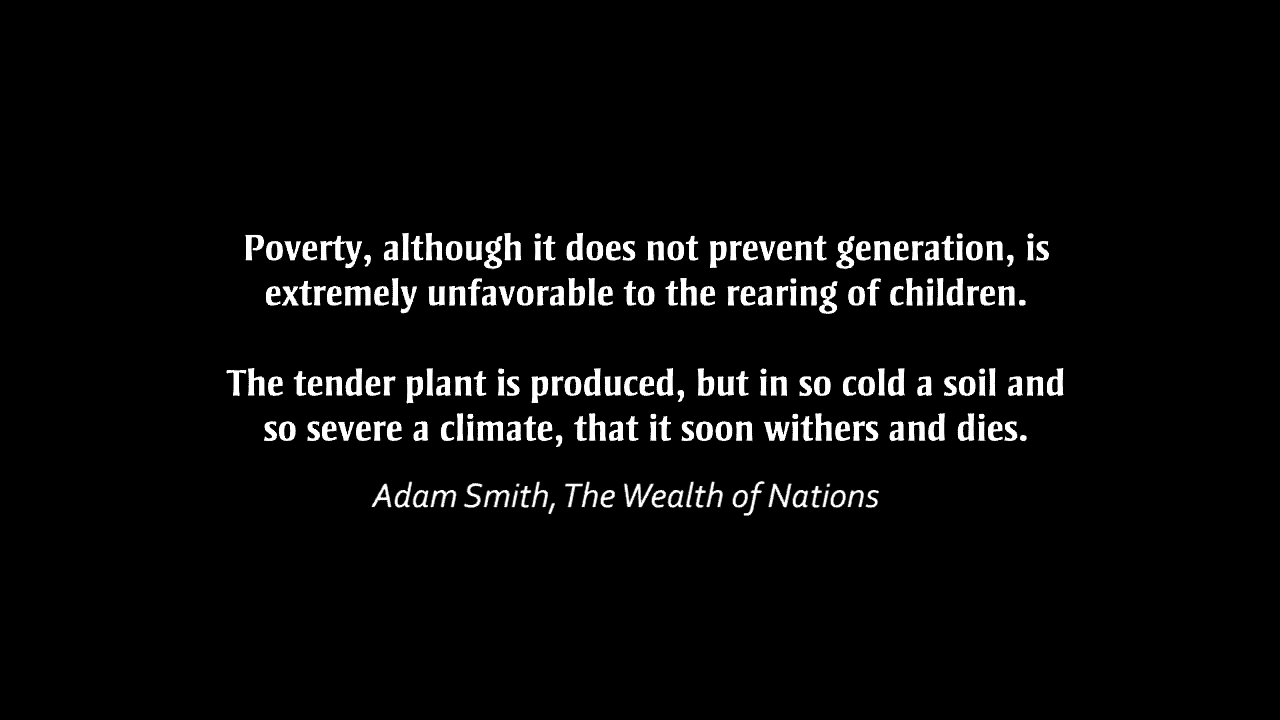 Poverty, although it does not prevent generation, is
extremely unfavorable to the rearing of children.
The tender plant is produced, but in so cold a soil and
so severe a climate, that it soon withers and dies.
Adam Smith, The Wealth of Nations